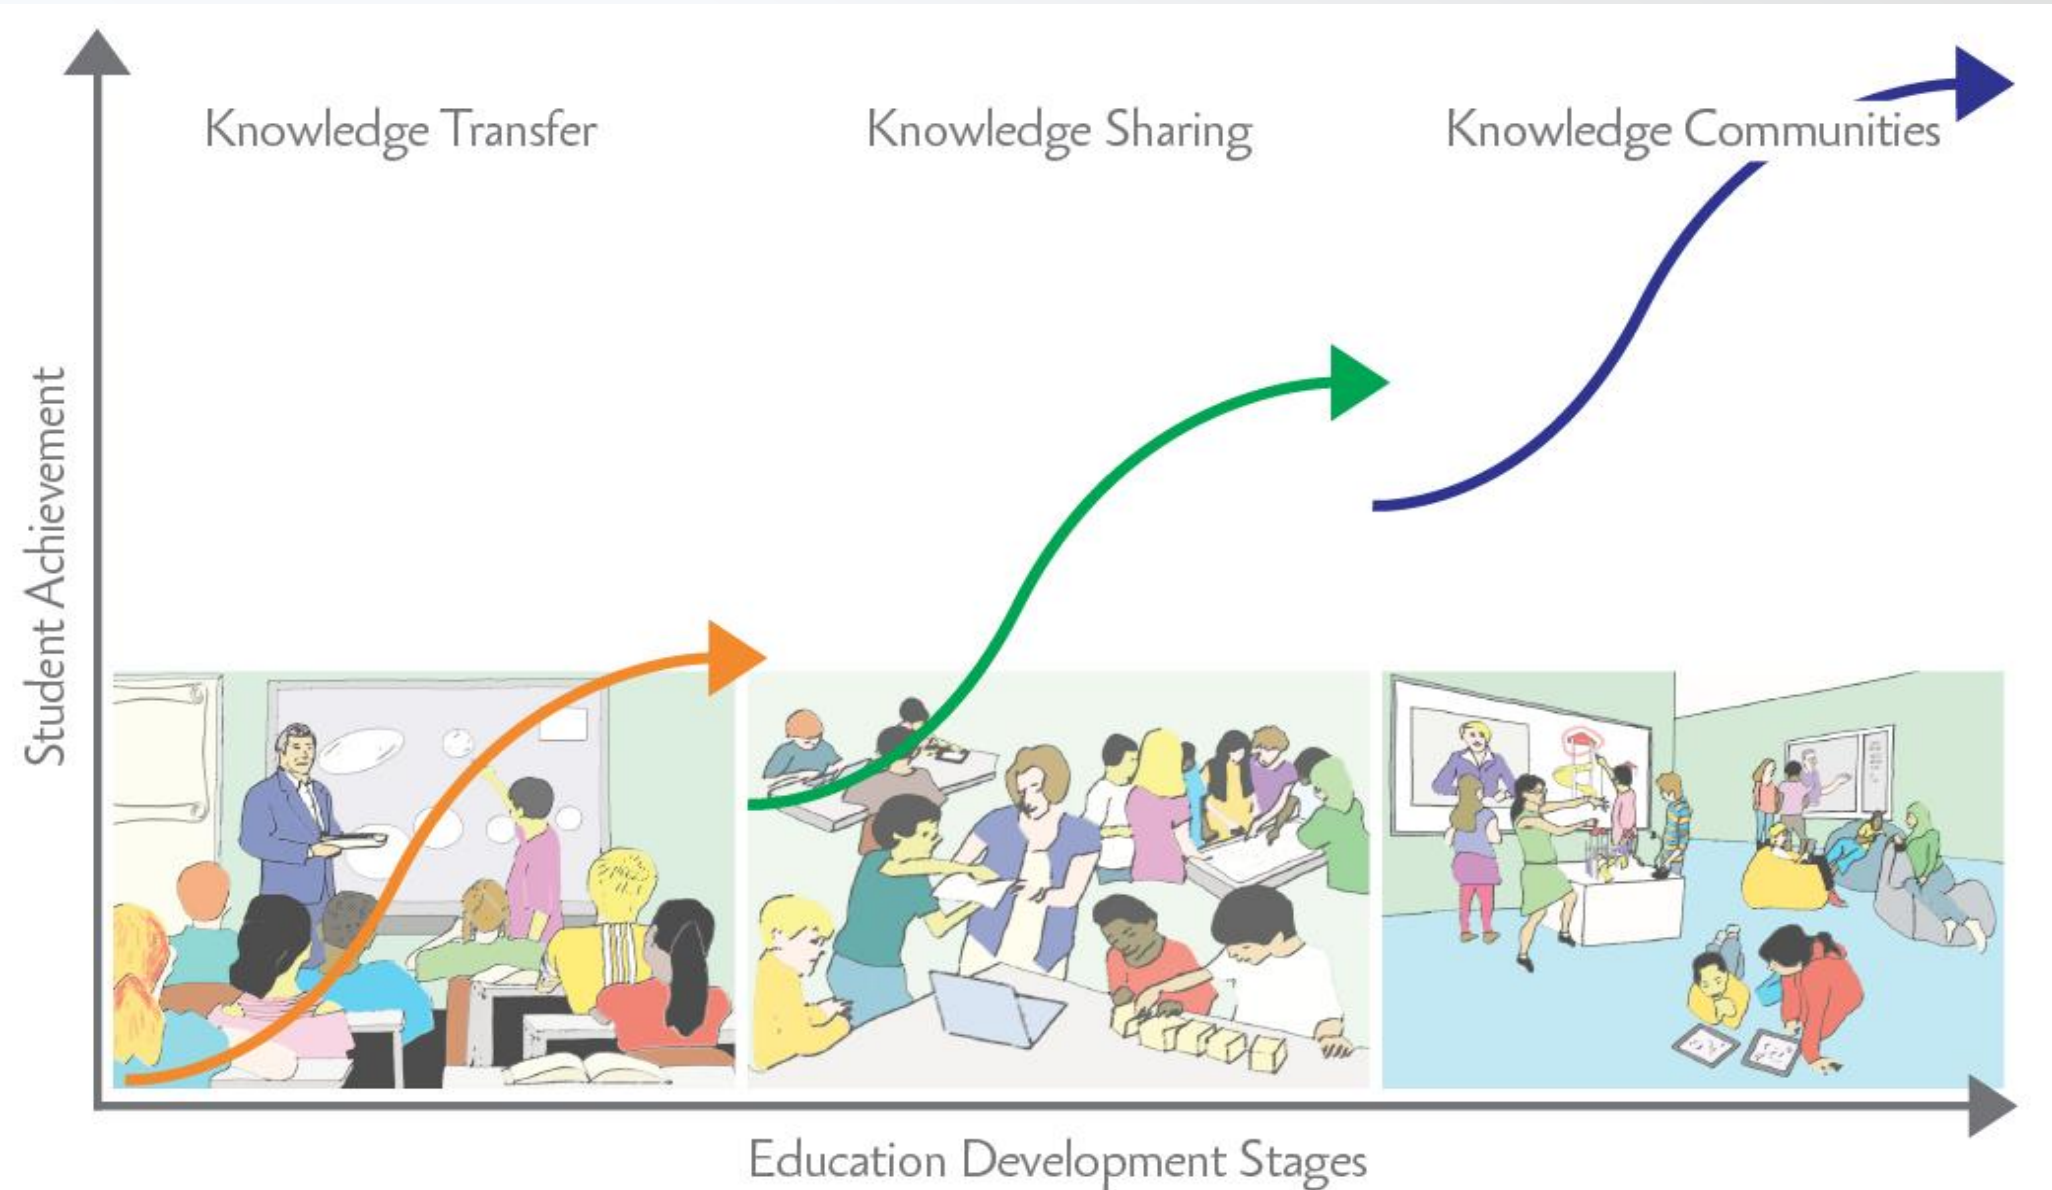 Knowledge Transfer
Knowledge Sharing
Knowledge Communities
Student Achievement
Education Development Stages